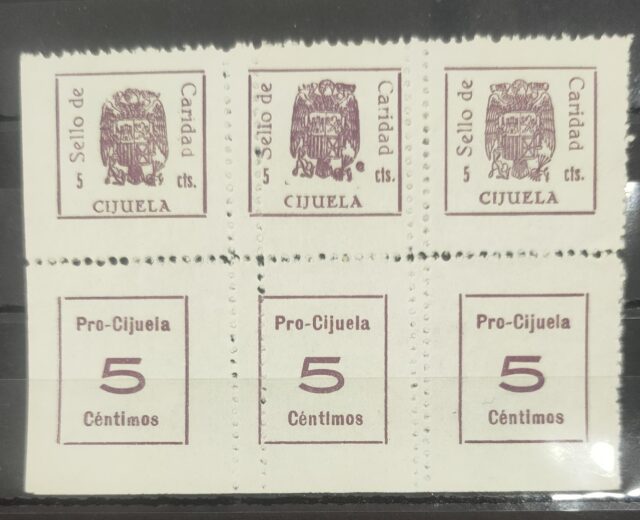 Sello de Caridad
5 cts.
CIJUELA
Sello de Caridad
5 cts.
CIJUELA
Sello de Caridad
5 cts.
CIJUELA
Pro-Cijuela
5
Céntimos
Pro-Cijuela
5
Céntimos
Pro-Cijuela
5
Céntimos